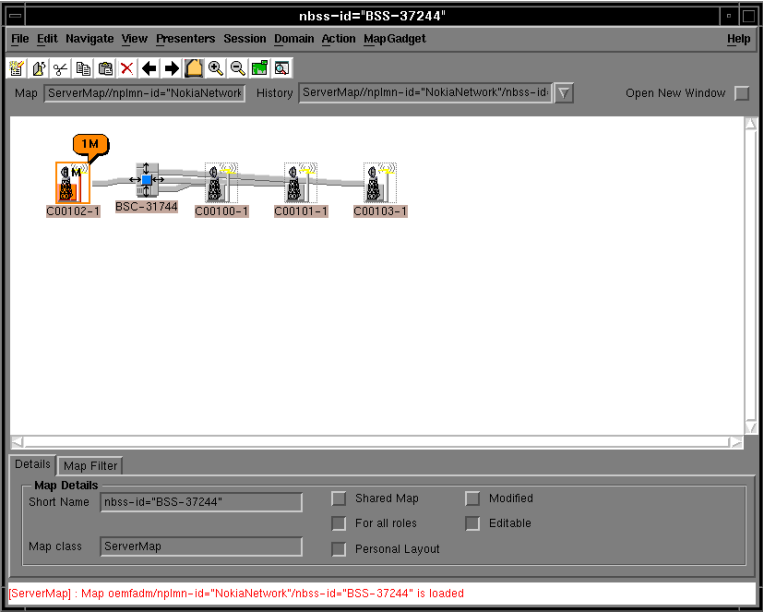 nbss-id="BSS-37244"
File Edit Navigate View Presenters Session Domain Action MapGadget Help
Map ServerMap//nplmn-id="NokiaNetwork History ServerMap//nplmn-id="NokiaNetwork"/nbss-id Open New Window
1M
M
C00102-1 BSC-31744 C00100-1 C00101-1 C00103-1
Details Map Filter
Map Details
Short Name nbss-id="BSS-37244" Shared Map Modified
For all roles Editable
Map class ServerMap Personal Layout
[ServerMap] : Map oemfadm/nplmn-id="NokiaNetwork"/nbss-id="BSS-37244" is loaded